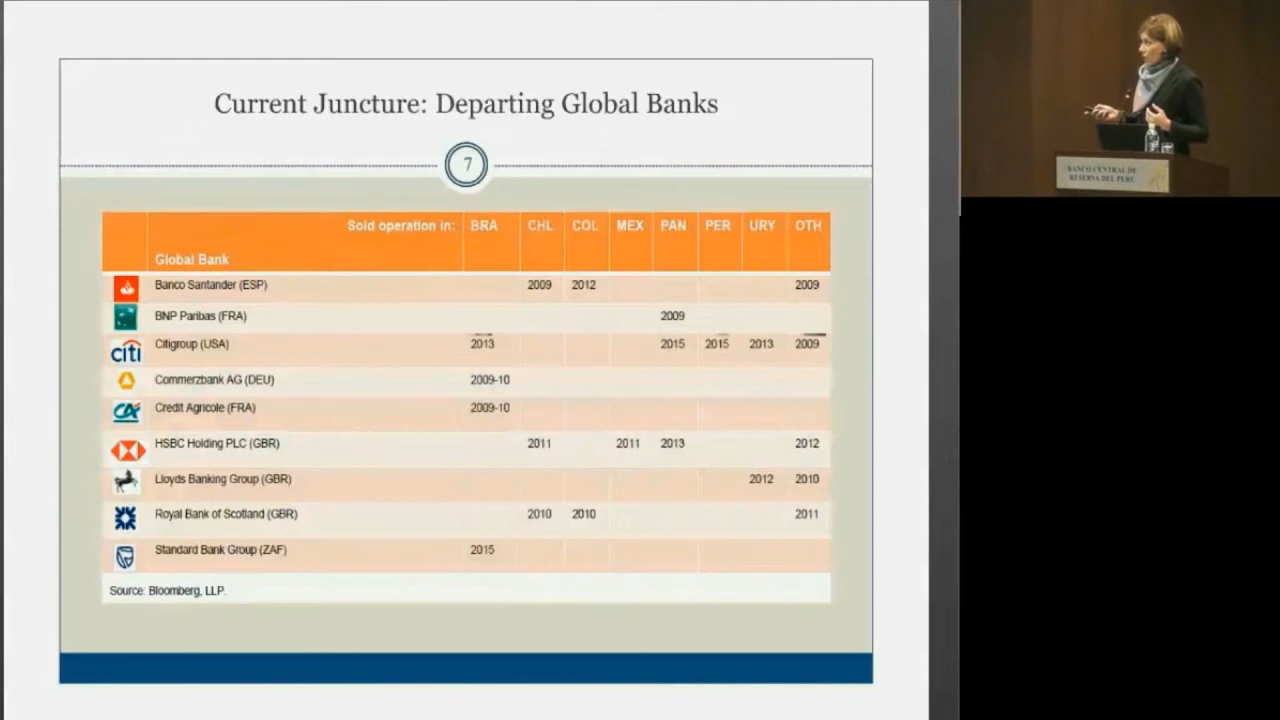 Current Juncture: Departing Global Banks
7
Sold operation in: BRA CHL COL MEX PAN PER URY OTH
Global Bank
Banco Santander (ESP) 2009 2012 2009
BNP Paribas (FRA) 2009
citi Citigroup (USA) 2013 2015 2015 2013 2009
Commerzbank AG (DEU) 2009-10
CA Credit Agricole (FRA) 2009-10
HSBC Holding PLC (GBR) 2011 2011 2013 2012
Lloyds Banking Group (GBR) 2012 2010
Royal Bank of Scotland (GBR) 2010 2010 2011
Standard Bank Group (ZAF) 2015
Source: Bloomberg, LLP.
BANCO CENTRAL DE
RESERVA DEL PERÚ